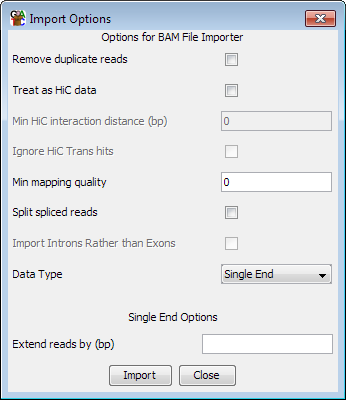 Import Options
Options for BAM File Importer
Remove duplicate reads
Treat as HiC data
Min HiC interaction distance (bp) 0
Ignore HiC Trans hits
Min mapping quality 0
Split spliced reads
Import Introns Rather than Exons
Data Type Single End
Single End Options
Extend reads by (bp)
Import Close